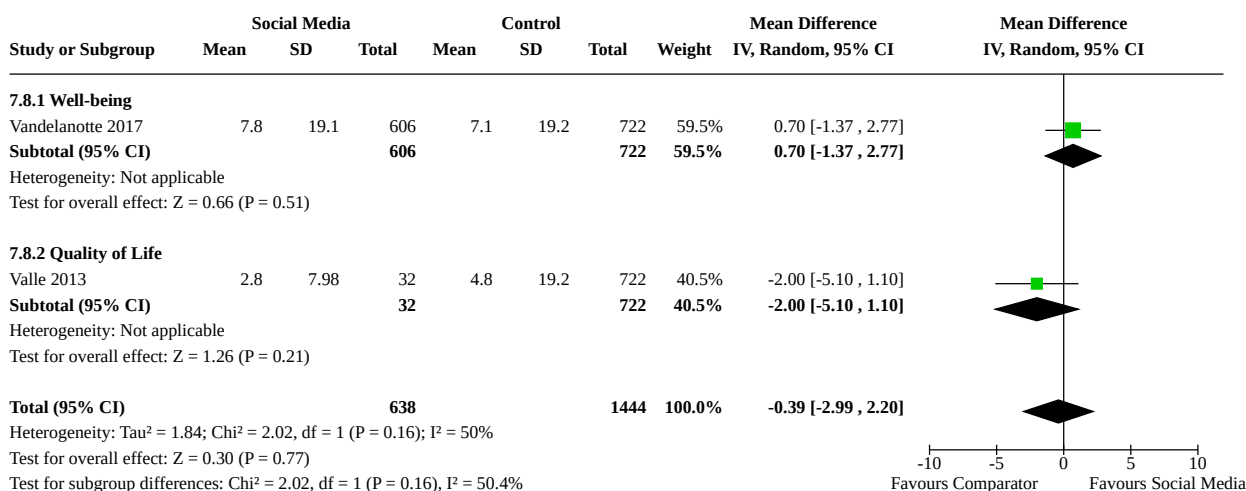 Social Media Control Mean Difference Mean Difference
Study or Subgroup Mean SD Total Mean SD Total Weight IV, Random, 95% CI IV, Random, 95% CI
7.8.1 Well-being
Vandelanotte 2017 7.8 19.1 606 7.1 19.2 722 59.5% 0.70 [-1.37 , 2.77]
Subtotal (95% CI) 606 722 59.5% 0.70 [-1.37 , 2.77]
Heterogeneity: Not applicable
Test for overall effect: Z = 0.66 (P = 0.51)
7.8.2 Quality of Life
Valle 2013 2.8 7.98 32 4.8 19.2 722 40.5% -2.00 [-5.10 , 1.10]
Subtotal (95% CI) 32 722 40.5% -2.00 [-5.10 , 1.10]
Heterogeneity: Not applicable
Test for overall effect: Z = 1.26 (P = 0.21)
Total (95% CI) 638 1444 100.0% -0.39 [-2.99 , 2.20]
Heterogeneity: Tau² = 1.84; Chi² = 2.02, df = 1 (P = 0.16); I² = 50%
Test for overall effect: Z = 0.30 (P = 0.77)
-10 -5 0 5 10
Test for subgroup differences: Chi² = 2.02, df = 1 (P = 0.16), I² = 50.4%
Favours Comparator Favours Social Media